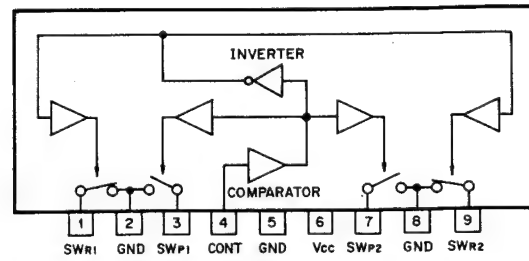 INVERTER
COMPARATOR
1 2 3 4 5 6 7 8 9
SWR1 GND SWP1 CONT GND Vcc SWP2 GND SWR2